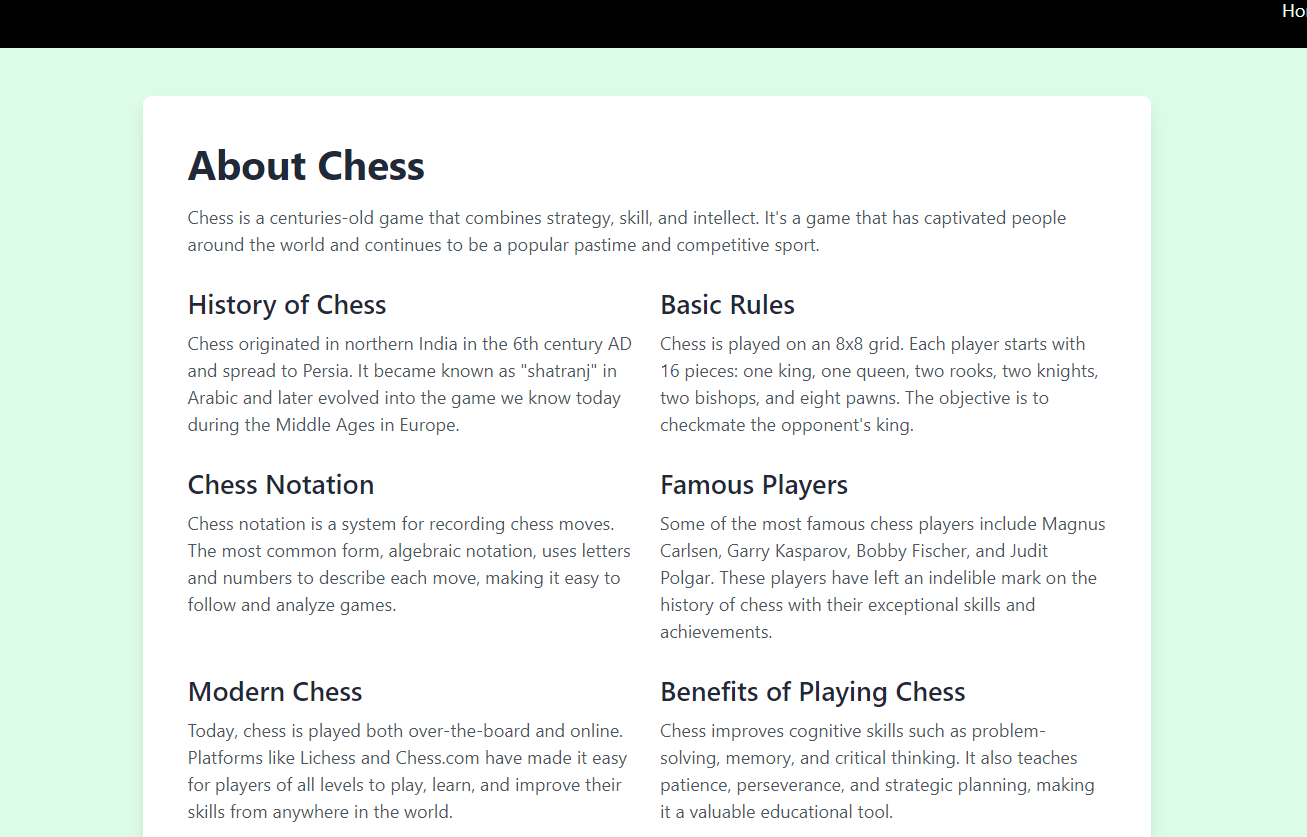 About Chess
Chess is a centuries-old game that combines strategy, skill, and intellect. It's a game that has captivated people
around the world and continues to be a popular pastime and competitive sport.
History of Chess
Chess originated in northern India in the 6th century AD
and spread to Persia. It became known as "shatranj" in
Arabic and later evolved into the game we know today
during the Middle Ages in Europe.
Basic Rules
Chess is played on an 8x8 grid. Each player starts with
16 pieces: one king, one queen, two rooks, two knights,
two bishops, and eight pawns. The objective is to
checkmate the opponent's king.
Chess Notation
Chess notation is a system for recording chess moves.
The most common form, algebraic notation, uses letters
and numbers to describe each move, making it easy to
follow and analyze games.
Famous Players
Some of the most famous chess players include Magnus
Carlsen, Garry Kasparov, Bobby Fischer, and Judit
Polgar. These players have left an indelible mark on the
history of chess with their exceptional skills and
achievements.
Modern Chess
Today, chess is played both over-the-board and online.
Platforms like Lichess and Chess.com have made it easy
for players of all levels to play, learn, and improve their
skills from anywhere in the world.
Benefits of Playing Chess
Chess improves cognitive skills such as problem-
solving, memory, and critical thinking. It also teaches
patience, perseverance, and strategic planning, making
it a valuable educational tool.